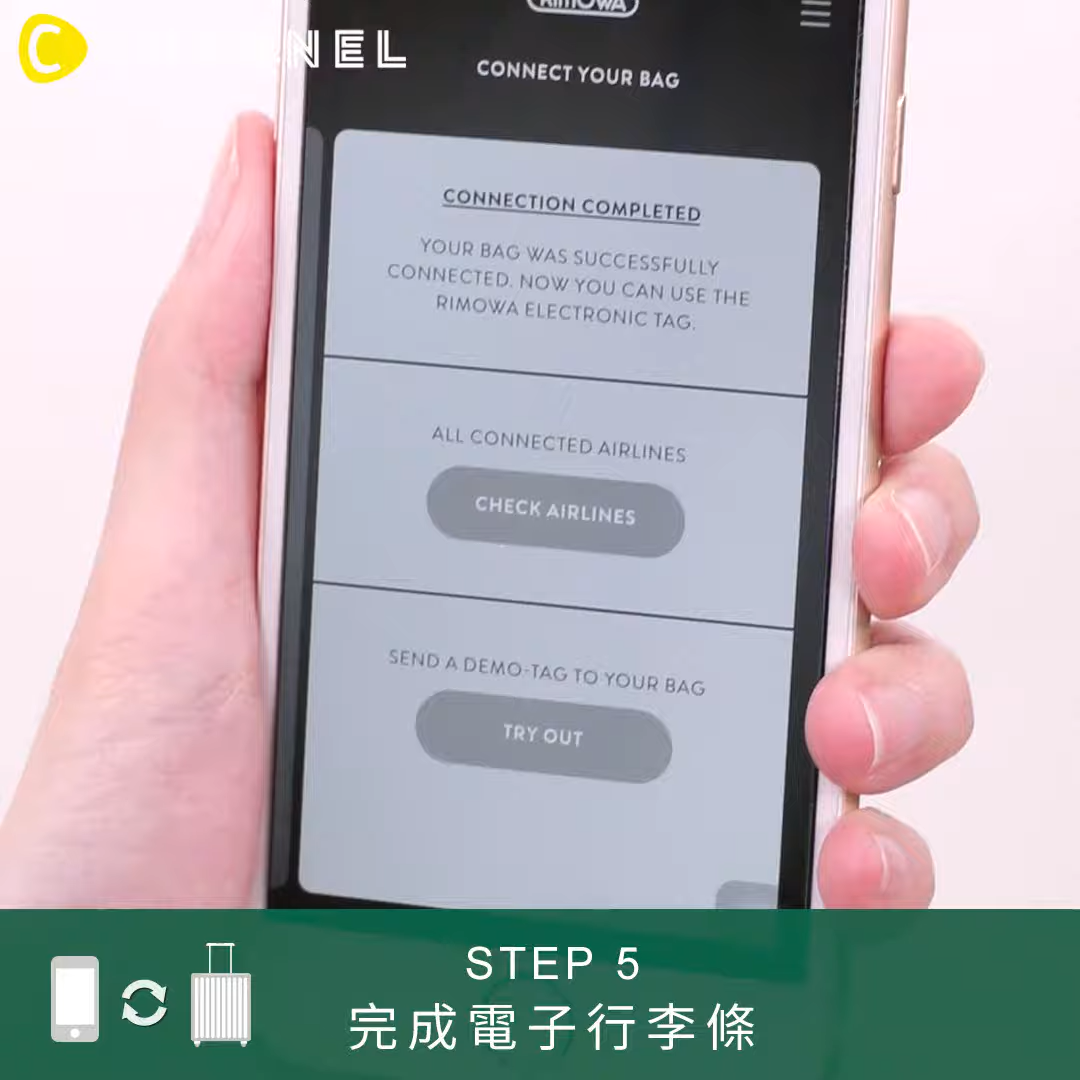 RIMOWA
NEL
CONNECT YOUR BAG
CONNECTION COMPLETED
YOUR BAG WAS SUCCESSFULLY
CONNECTED. NOW YOU CAN USE THE
RIMOWA ELECTRONIC TAG.
ALL CONNECTED AIRLINES
CHECK AIRLINES
SEND A DEMO-TAG TO YOUR BAG
TRY OUT
STEP 5
完成電子行李條